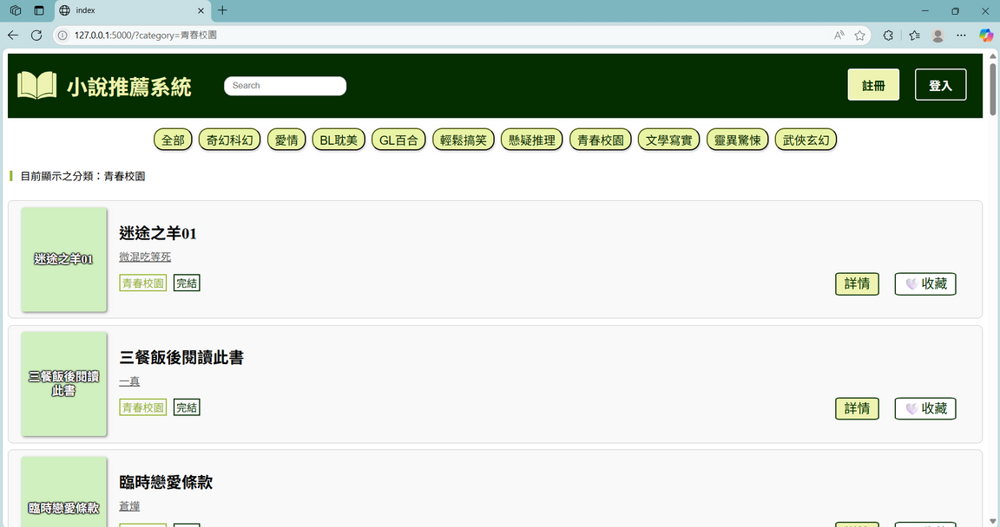 index
127.0.0.1:5000/?category=青春校園
小說推薦系統
Search
註冊
登入
全部
奇幻科幻
愛情
BL耽美
GL百合
輕鬆搞笑
懸疑推理
青春校園
文學寫實
靈異驚悚
武俠玄幻
目前顯示之分類：青春校園
迷途之羊01
迷途之羊01
微混吃等死
青春校園
完結
詳情
收藏
三餐飯後閱讀
此書
三餐飯後閱讀此書
一真
青春校園
完結
詳情
收藏
臨時戀愛條款
臨時戀愛條款
蒼燁